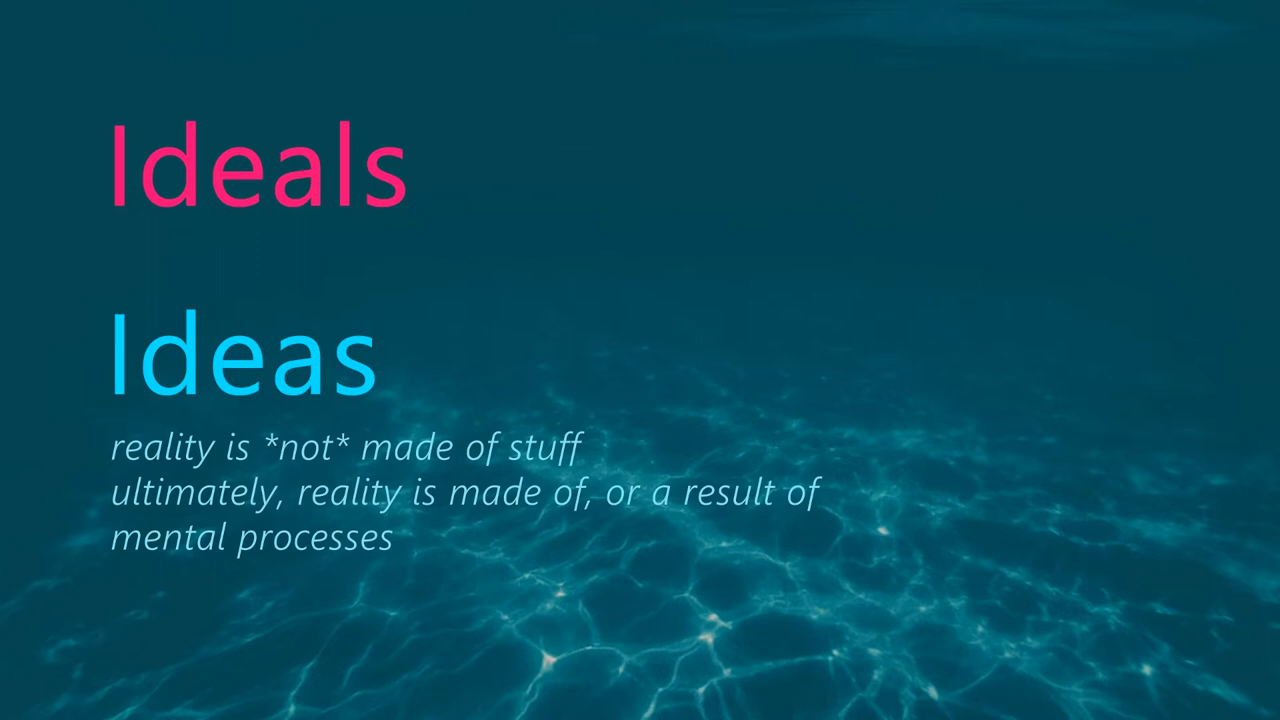 Ideals
Ideas
reality is *not* made of stuff
ultimately, reality is made of, or a result of
mental processes